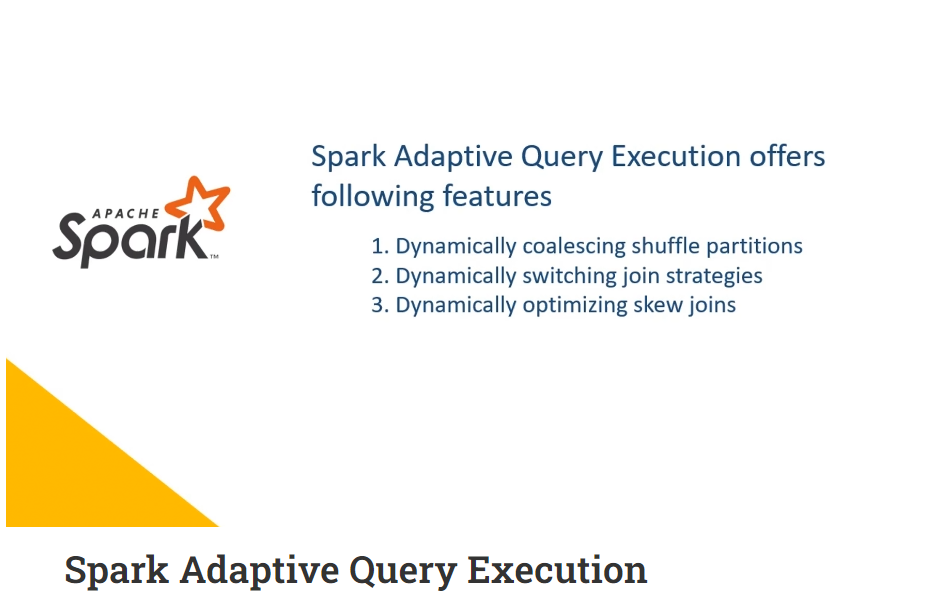 Spark Adaptive Query Execution offers
following features
APACHE
Spark™
1. Dynamically coalescing shuffle partitions
2. Dynamically switching join strategies
3. Dynamically optimizing skew joins
Spark Adaptive Query Execution